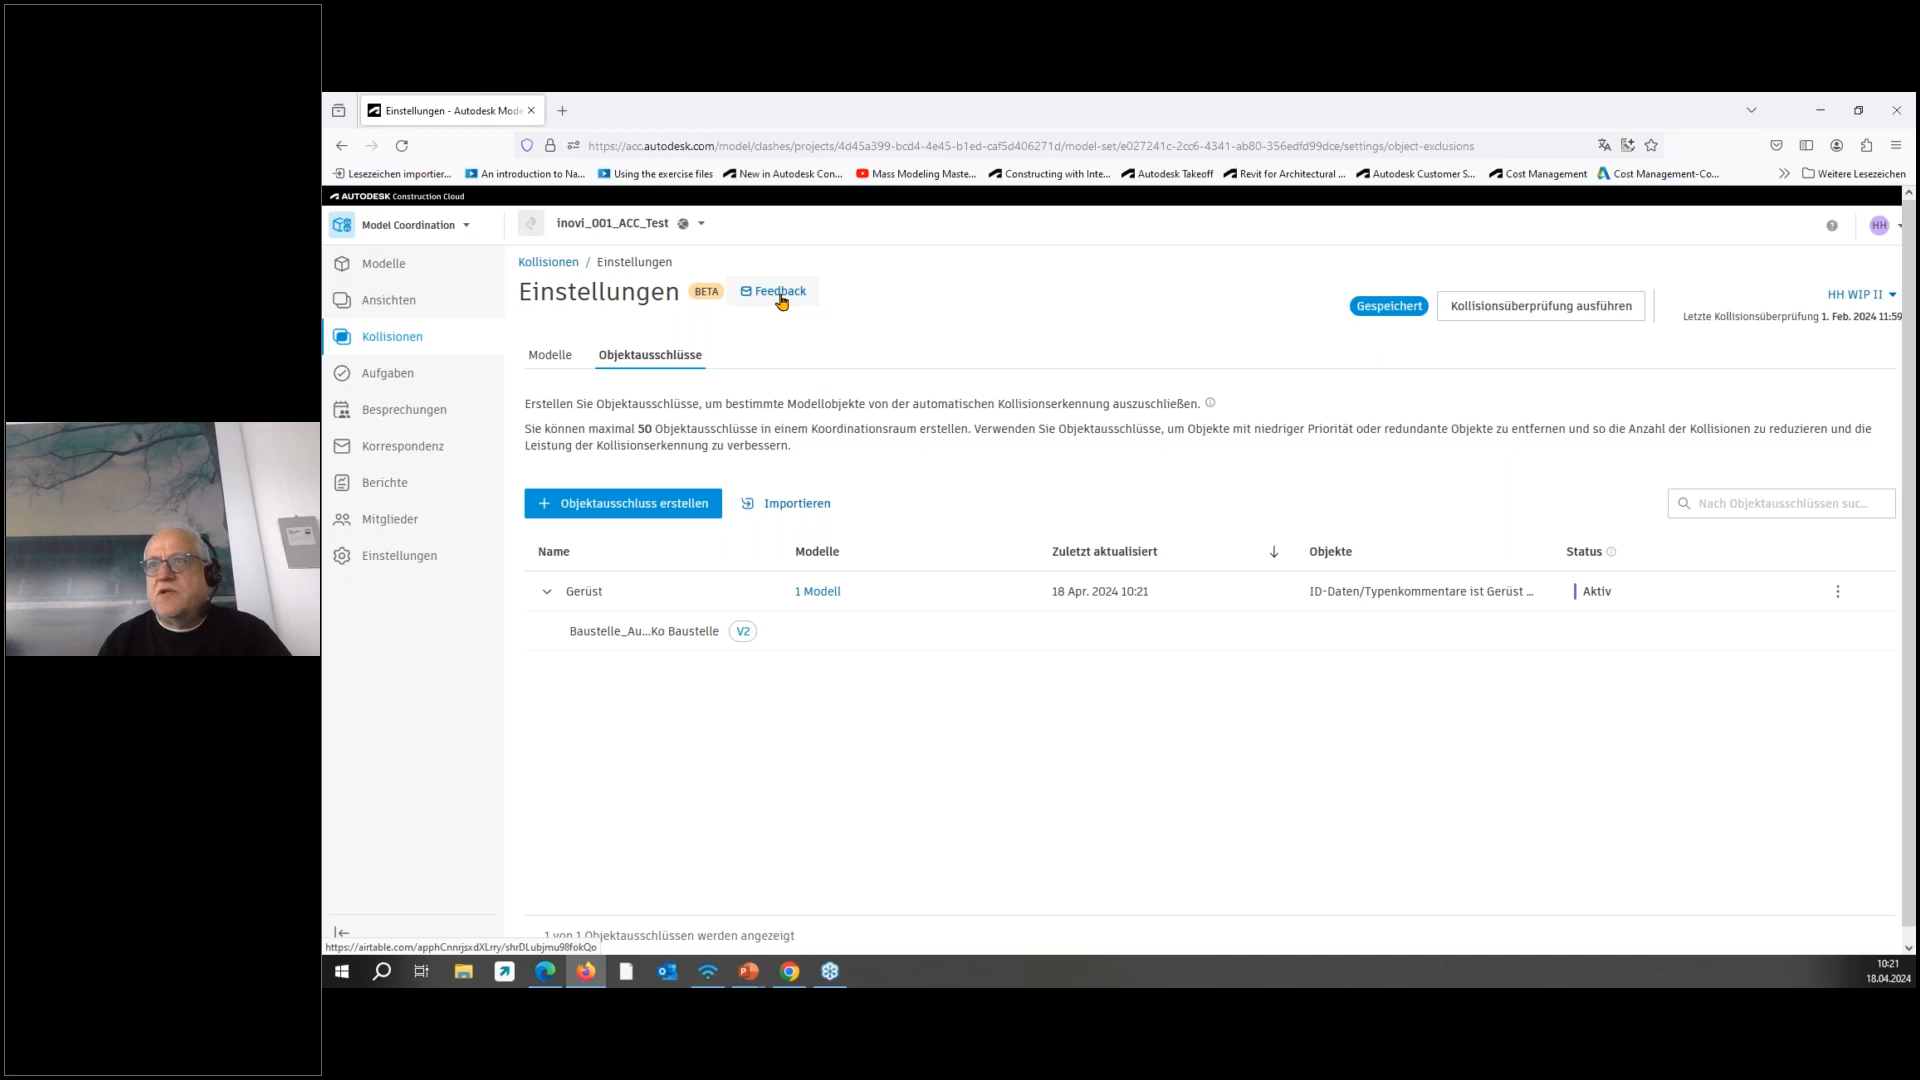 Einstellungen - Autodesk Mode
https://acc.autodesk.com/model/clashes/projects/4d45a399-bcd4-4e45-b1ed-caf5d406271d/model-set/e027241c-2cc6-4341-ab80-356edfd99dce/settings/object-exclusions
Lesezeichen importier... An introduction to Na... Using the exercise files New in Autodesk Con... Mass Modeling Maste... Constructing with Inte... Autodesk Takeoff Revit for Architectural ... Autodesk Customer S... Cost Management Cost Management-Co... Weitere Lesezeichen
AUTODESK Construction Cloud
Model Coordination
inovi_001_ACC_Test
HH
Modelle
Ansichten
Kollisionen
Aufgaben
Besprechungen
Korrespondenz
Berichte
Mitglieder
Einstellungen
Kollisionen / Einstellungen
Einstellungen BETA Feedback
Gespeichert Kollisionsüberprüfung ausführen
HH WIP II
Letzte Kollisionsüberprüfung 1. Feb. 2024 11:59
Modelle Objektausschlüsse
Erstellen Sie Objektausschlüsse, um bestimmte Modellobjekte von der automatischen Kollisionserkennung auszuschließen.
Sie können maximal 50 Objektausschlüsse in einem Koordinationsraum erstellen. Verwenden Sie Objektausschlüsse, um Objekte mit niedriger Priorität oder redundante Objekte zu entfernen und so die Anzahl der Kollisionen zu reduzieren und die
Leistung der Kollisionserkennung zu verbessern.
+ Objektausschluss erstellen Importieren
Nach Objektausschlüssen suc...
Name Modelle Zuletzt aktualisiert Objekte Status
Gerüst 1 Modell 18 Apr. 2024 10:21 ID-Daten/Typenkommentare ist Gerüst ... Aktiv
Baustelle_Au...Ko Baustelle V2
1 von 1 Objektausschlüssen werden angezeigt
https://airtable.com/apphCnnrjsxdXLrry/shrDLubjmu98fokQo
10:21
18.04.2024